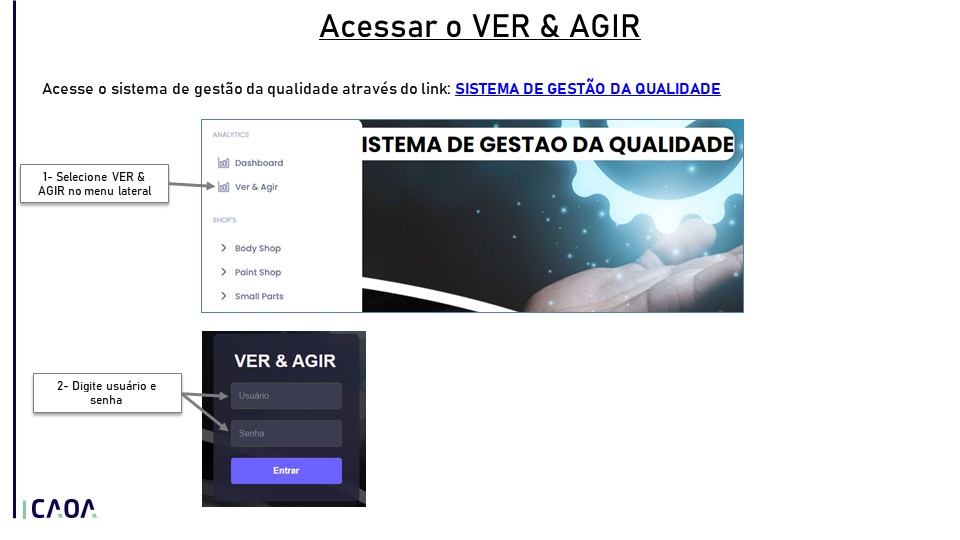 Acessar o VER & AGIR
Acesse o sistema de gestão da qualidade através do link: SISTEMA DE GESTÃO DA QUALIDADE
ANALYTICS
ISTEMA DE GESTAO DA QUALIDADE
Dashboard
1- Selecione VER &
AGIR no menu lateral
Ver & Agir
SHOP'S
Body Shop
Paint Shop
Small Parts
VER & AGIR
2- Digite usuário e
senha
Usuário
Senha
Entrar
CAOA